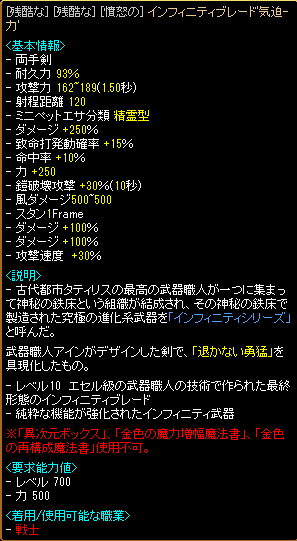 [残酷な] [残酷な] [憤怒の] インフィニティブレード'気迫-
力'
<基本情報>
- 両手剣
- 耐久力 93%
- 攻撃力 162~189(1.50秒)
- 射程距離 120
- ミニペットエサ分類 精霊型
- ダメージ +250%
- 致命打発動確率 +15%
- 命中率 +10%
- 力 +250
- 鎧破壊攻撃 +30%(10秒)
- 風ダメージ500~500
- スタン1Frame
- ダメージ +100%
- ダメージ +100%
- 攻撃速度 +30%
<説明>
- 古代都市タティリスの最高の武器職人が一つに集まっ
て神秘の鉄床という組織が結成され、その神秘の鉄床で
製造された究極の進化系武器を「インフィニティシリーズ」
と呼んだ。
武器職人アインがデザインした剣で、「退かない勇猛」を
具現化したもの。
- レベル10 エセル級の武器職人の技術で作られた最終
形態のインフィニティブレード
- 純粋な機能が強化されたインフィニティ武器
※「異次元ボックス」、「金色の魔力増幅魔法書」、「金色
の再構成魔法書」使用不可。
<要求能力値>
- レベル 700
- 力 500
<着用/使用可能な職業>
- 戦士